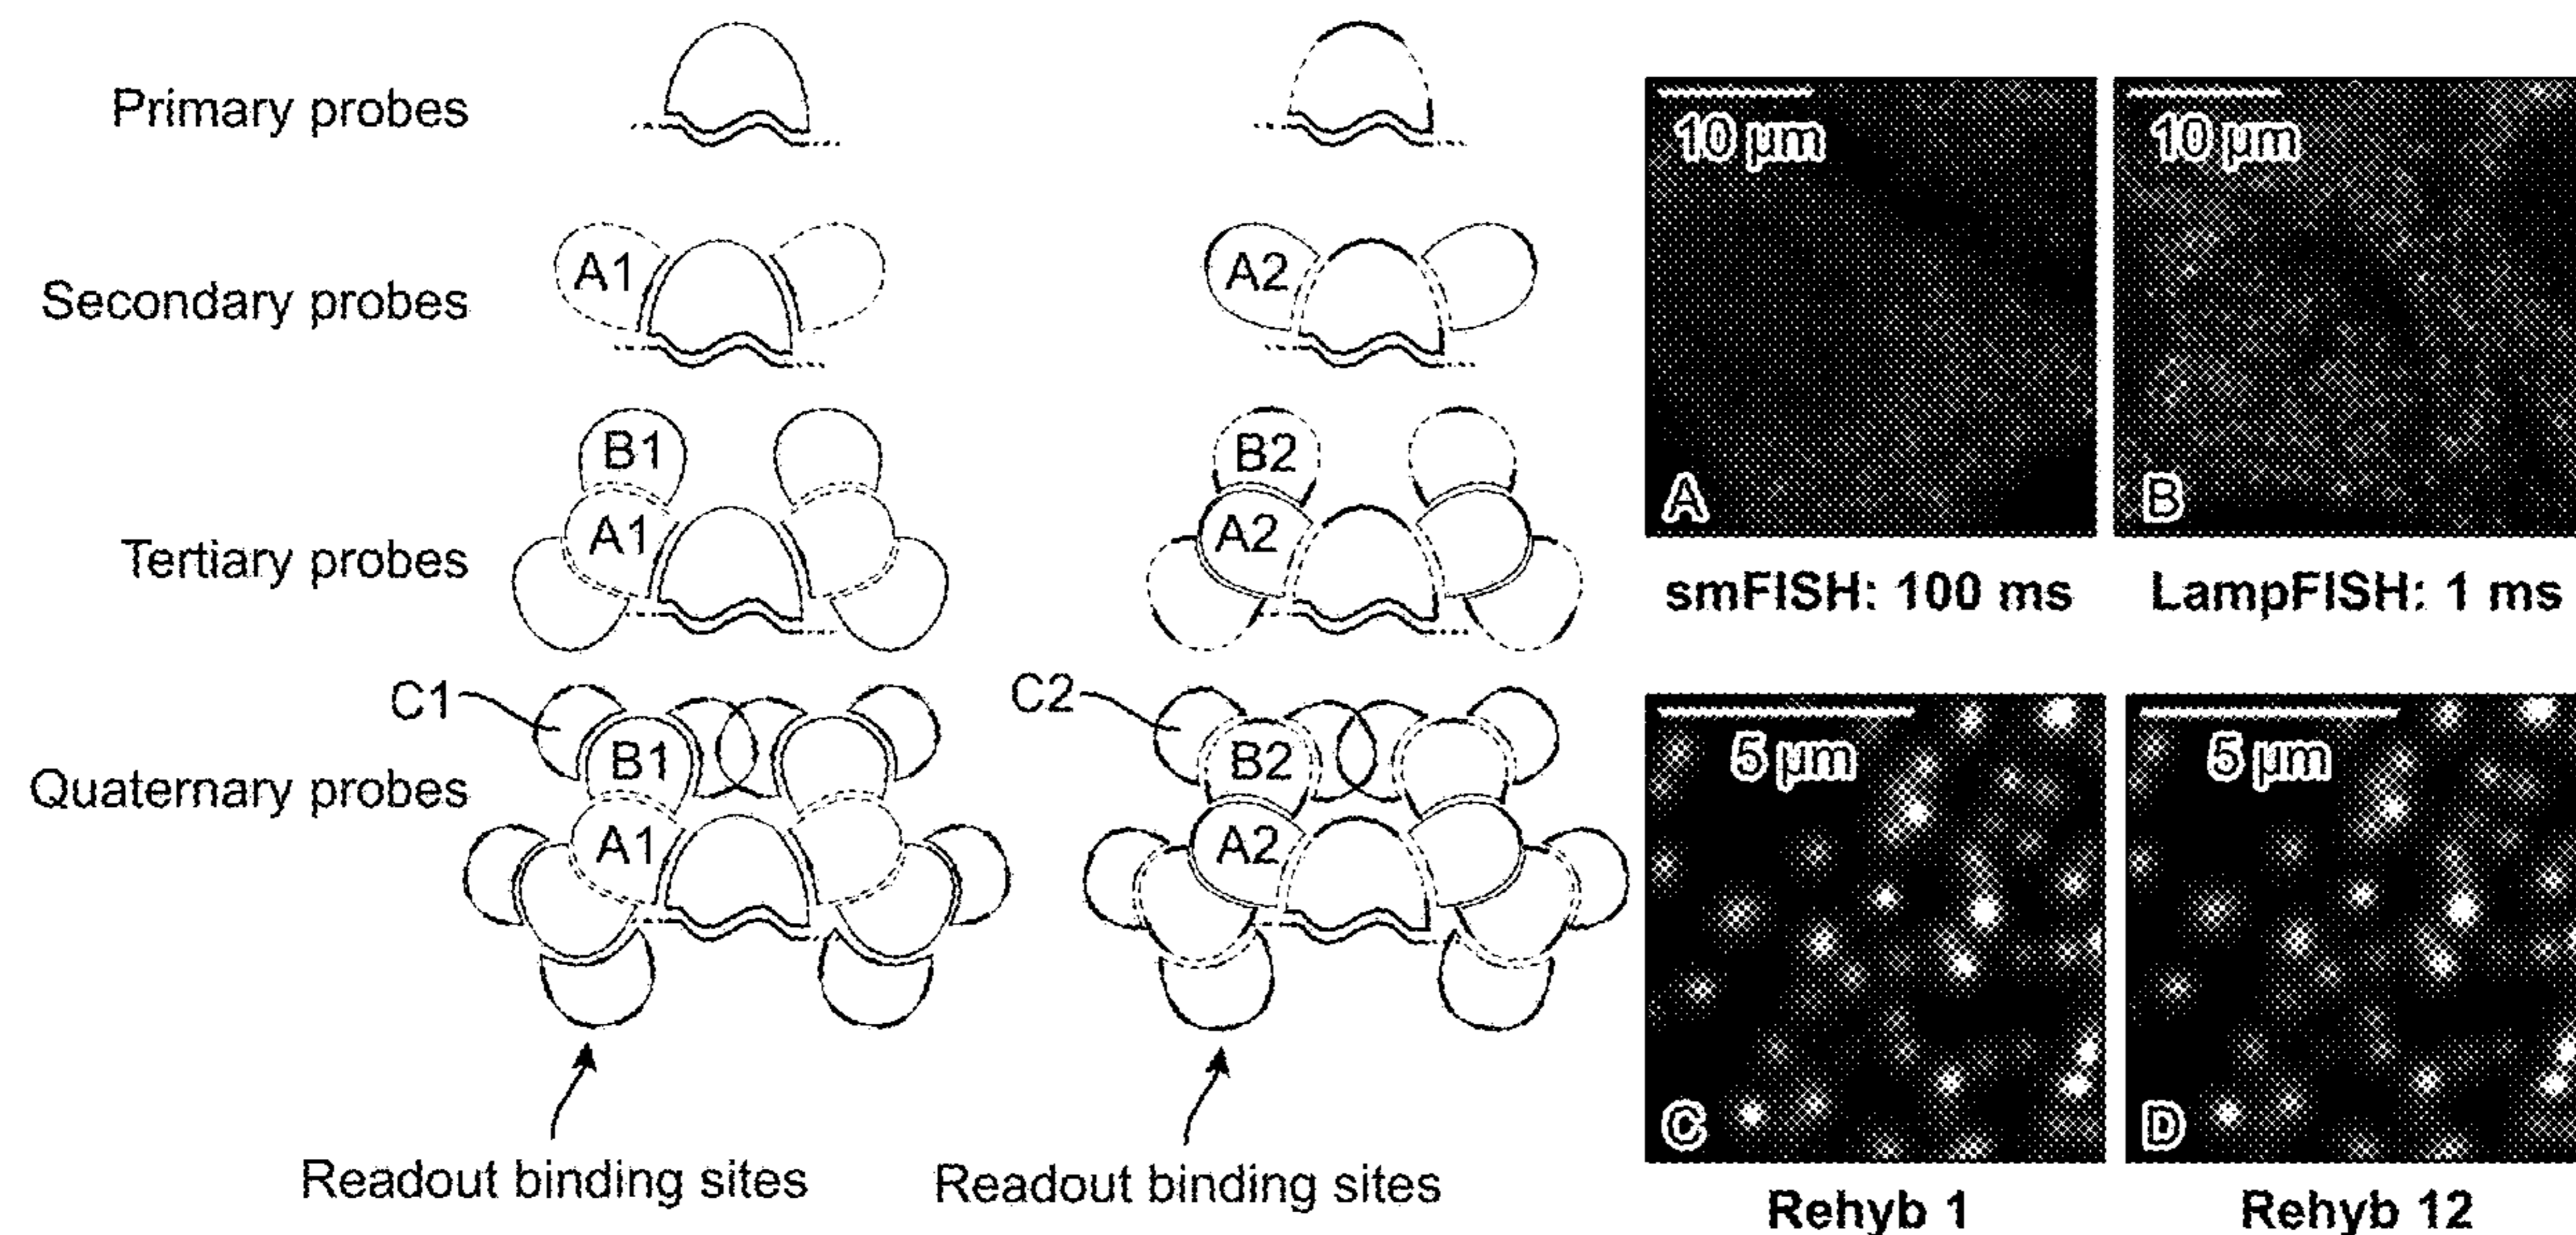 Primary probes
Secondary probes
A1
A2
Tertiary probes
B1
A1
B2
A2
Quaternary probes
C1
B1
A1
C2
B2
A2
Readout binding sites
Readout binding sites
10 µm
A
10 µm
B
smFISH: 100 ms
LampFISH: 1 ms
5 µm
C
5 µm
D
Rehyb 1
Rehyb 12